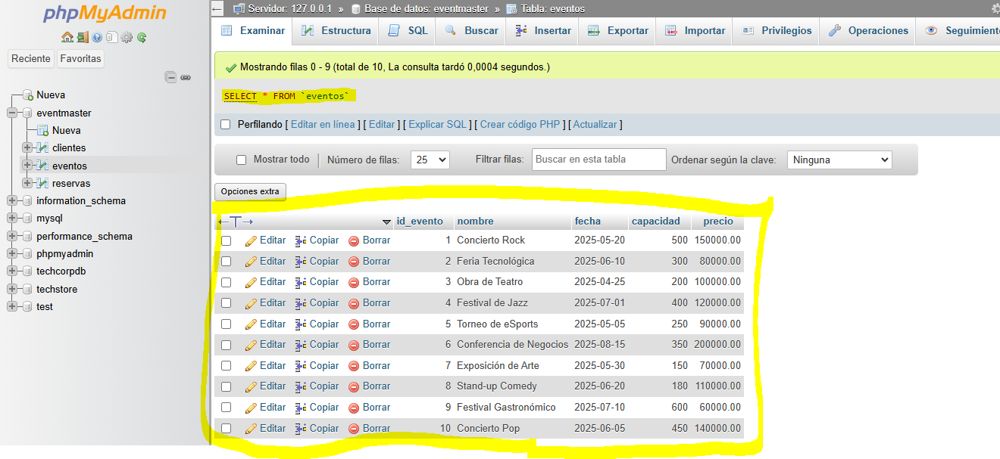 phpMyAdmin
Reciente Favoritas
Nueva
eventmaster
Nueva
clientes
eventos
reservas
information_schema
mysql
performance_schema
phpmyadmin
techcorpdb
techstore
test
Servidor: 127.0.0.1 » Base de datos: eventmaster » Tabla: eventos
Examinar Estructura SQL Buscar Insertar Exportar Importar Privilegios Operaciones Seguimient
Mostrando filas 0 - 9 (total de 10, La consulta tardó 0,0004 segundos.)
SELECT * FROM `eventos`
Perfilando [ Editar en línea ] [ Editar ] [ Explicar SQL ] [ Crear código PHP ] [ Actualizar ]
Mostrar todo Número de filas: 25 Filtrar filas: Buscar en esta tabla Ordenar según la clave: Ninguna
Opciones extra
←T→ id_evento nombre fecha capacidad precio
Editar Copiar Borrar 1 Concierto Rock 2025-05-20 500 150000.00
Editar Copiar Borrar 2 Feria Tecnológica 2025-06-10 300 80000.00
Editar Copiar Borrar 3 Obra de Teatro 2025-04-25 200 100000.00
Editar Copiar Borrar 4 Festival de Jazz 2025-07-01 400 120000.00
Editar Copiar Borrar 5 Torneo de eSports 2025-05-05 250 90000.00
Editar Copiar Borrar 6 Conferencia de Negocios 2025-08-15 350 200000.00
Editar Copiar Borrar 7 Exposición de Arte 2025-05-30 150 70000.00
Editar Copiar Borrar 8 Stand-up Comedy 2025-06-20 180 110000.00
Editar Copiar Borrar 9 Festival Gastronómico 2025-07-10 600 60000.00
Editar Copiar Borrar 10 Concierto Pop 2025-06-05 450 140000.00